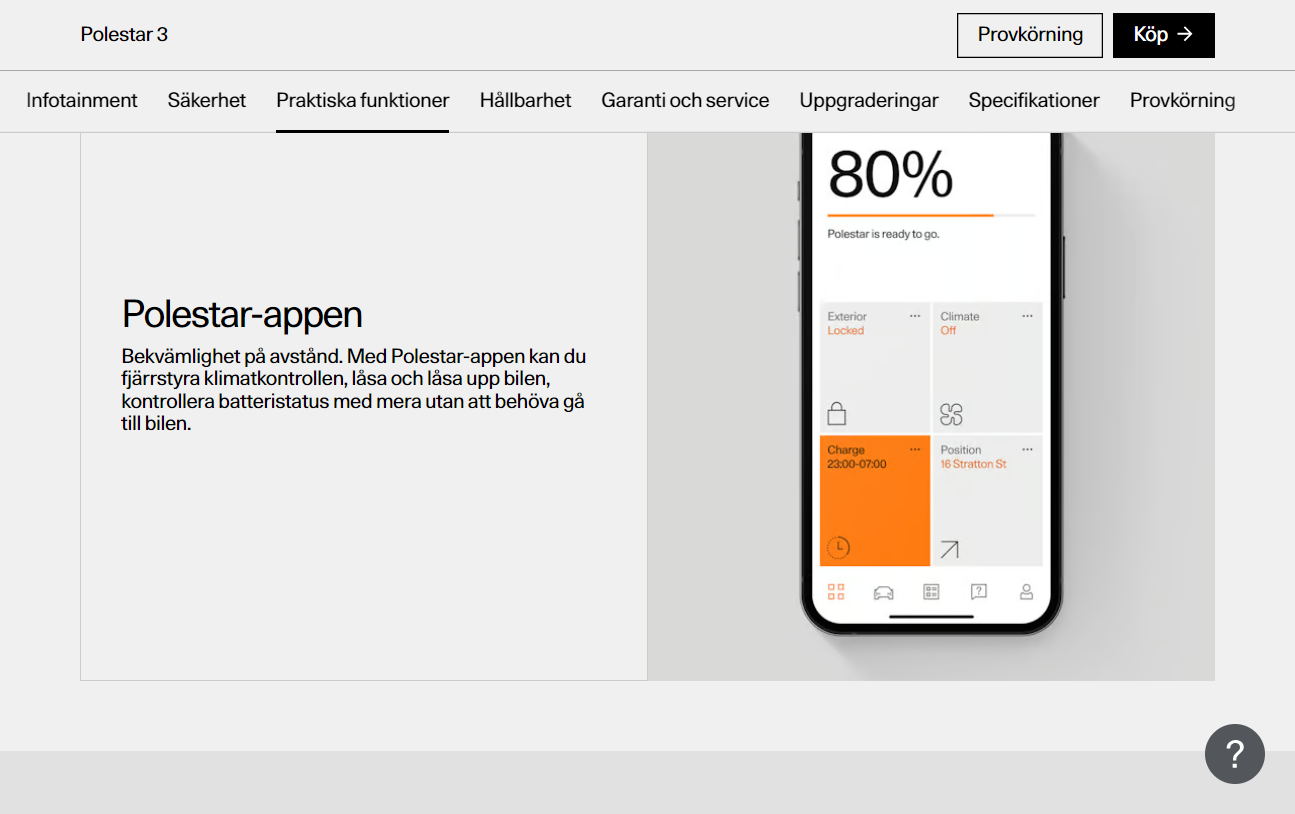 Polestar 3
Provkörning
Köp →
Infotainment
Säkerhet
Praktiska funktioner
Hållbarhet
Garanti och service
Uppgraderingar
Specifikationer
Provkörning
Polestar-appen
Bekvämlighet på avstånd. Med Polestar-appen kan du
fjärrstyra klimatkontrollen, låsa och låsa upp bilen,
kontrollera batteristatus med mera utan att behöva gå
till bilen.
80%
Polestar is ready to go.
Exterior
Locked
Climate
Off
Charge
23:00-07:00
Position
16 Stratton St
?
?